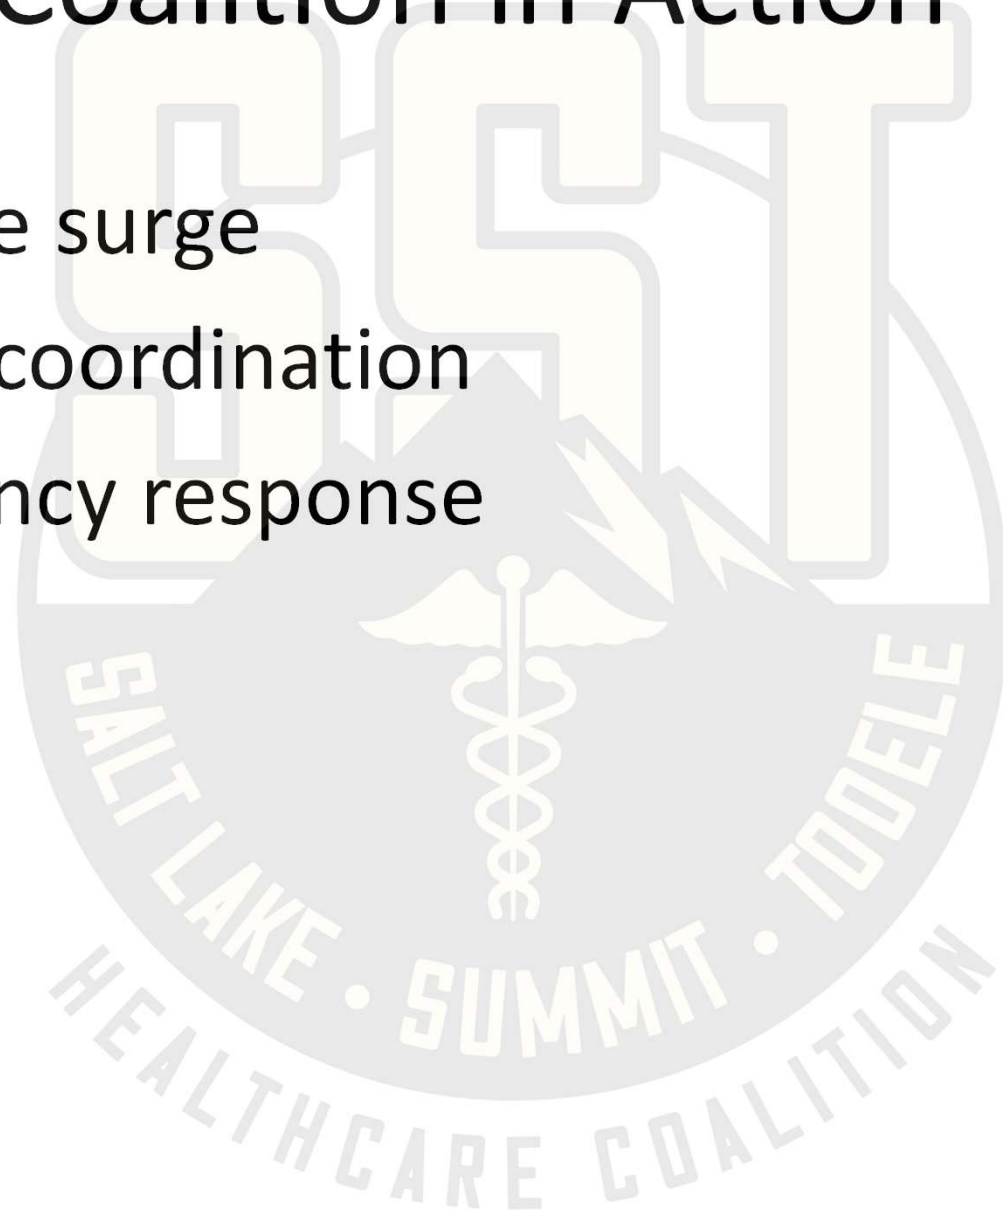 Coalition in Action
e surge
coordination
ncy response
SST
SALT LAKE • SUMMIT • TOOELE
HEALTHCARE COALITION